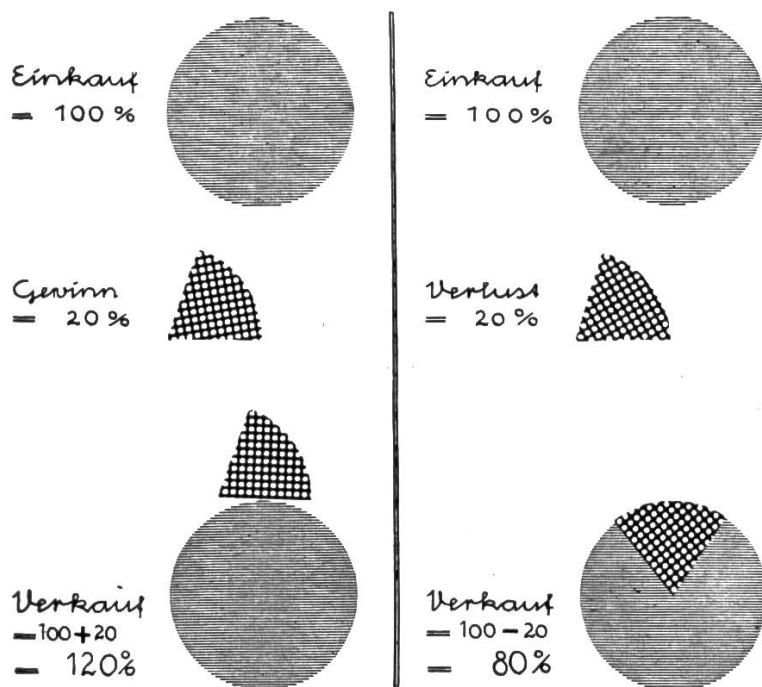 Einkauf
= 100 %
Gewinn
= 20 %
Verkauf
= 100 + 20
= 120%
Einkauf
= 100%
Verlust
= 20 %
Verkauf
= 100 - 20
= 80%